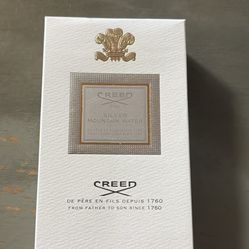 CREED
SILVER
MOUNTAIN WATER
CREED
DE PÈRE EN FILS DEPUIS 1760
FROM FATHER TO SON SINCE 1760